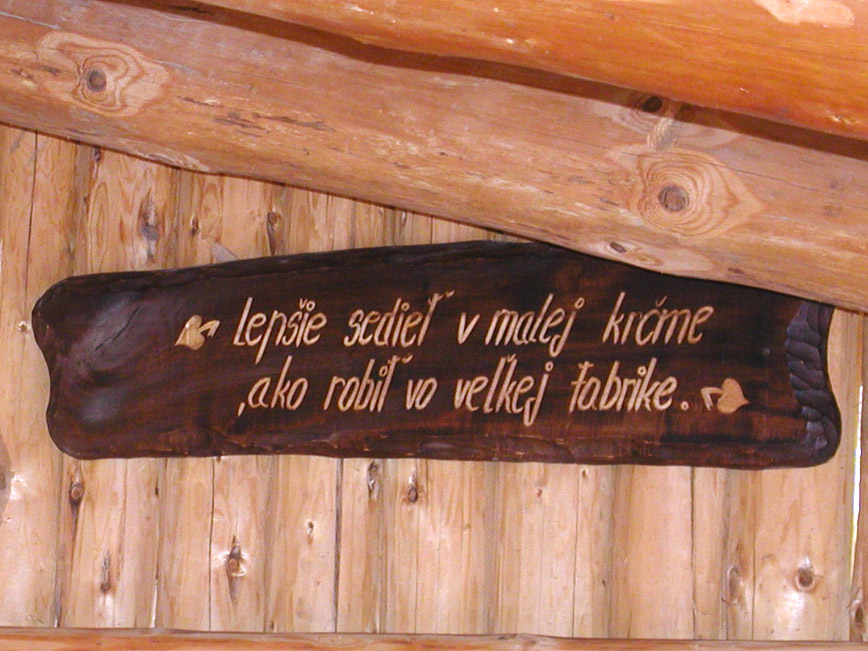 Lepšie sedieť v malej krčme
,ako robiť vo veľkej fabrike.